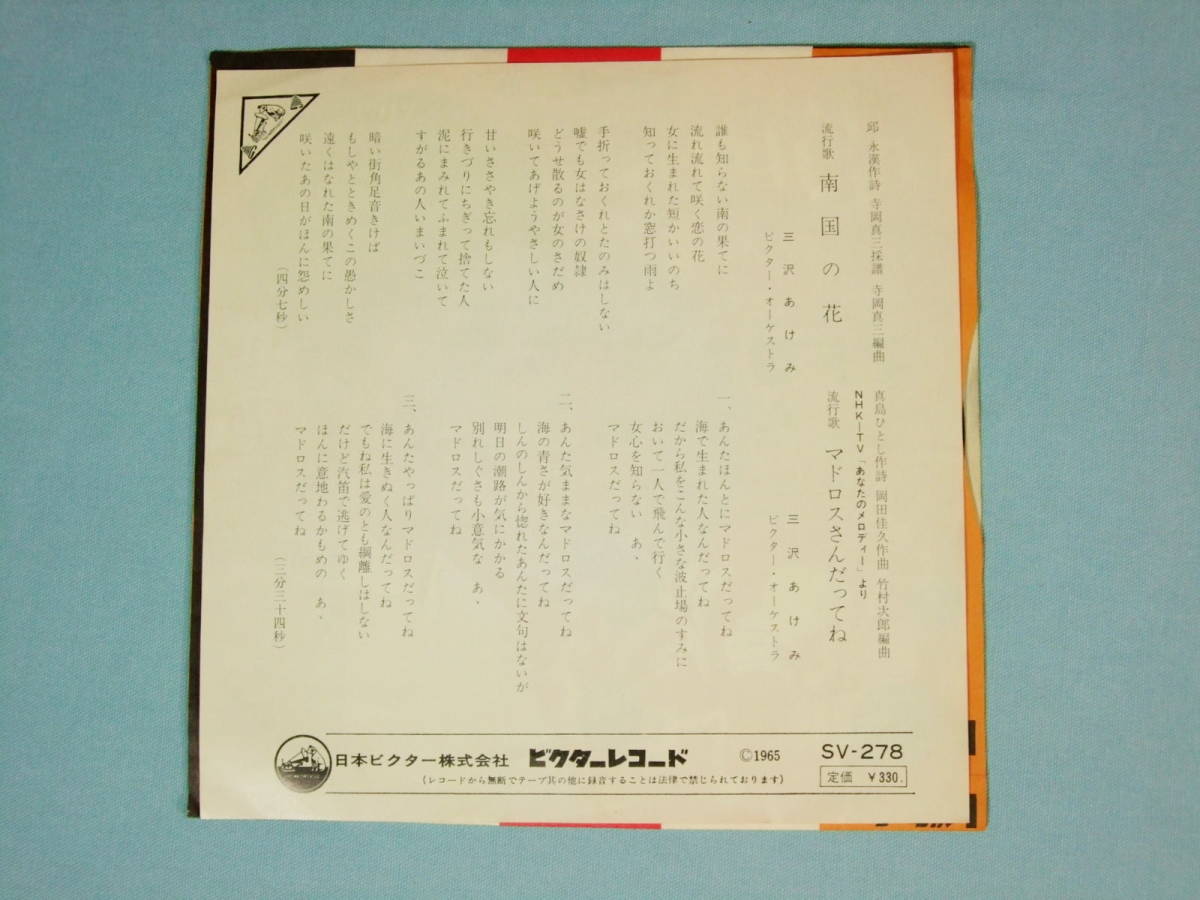 邱 永漢作詩 寺岡真三採譜 寺岡真三編曲
流行歌 南国の花
三沢あけみ
ビクター・オーケストラ
誰も知らない南の果てに
流れ流れて咲く恋の花
女に生まれた短かいいのち
知っておくれか窓打つ雨よ
手折っておくれとたのみはしない
嘘でも女はなさけの奴隷
どうせ散るのが女のさだめ
咲いてあげようやさしい人に
甘いささやき忘れもしない
行きづりにちぎって捨てた人
泥にまみれてふまれて泣いて
すがるあの人いまいづこ
暗い街角足音きけば
もしやとときめくこの愚かしさ
遠くはなれた南の果てに
咲いたあの日がほんに怨めしい
(四分七秒)
真島ひとし作詩 岡田佳久作曲 竹村次郎編曲
NHK-TV「あなたのメロディー」より
流行歌 マドロスさんだってね
三沢あけみ
ビクター・オーケストラ
一、あんたほんとにマドロスだってね
海で生まれた人なんだってね
だから私をこんな小さな波止場のすみに
おいて一人で飛んで行く
女心を知らない あ、
マドロスだってね
二、あんた気ままなマドロスだってね
海の青さが好きなんだってね
しんのしんから惚れたあんたに文句はないが
明日の潮路が気にかかる
別れしぐさも小意気な あ、
マドロスだってね
三、あんたやっぱりマドロスだってね
海に生きぬく人なんだってね
でもね私は愛のとも綱離しはしない
だけど汽笛で逃げてゆく
ほんに意地わるかもめの あ、
マドロスだってね
(三分三十四秒)
日本ビクター株式会社 ビクターレコード ©1965 SV-278
(レコードから無断でテープ其の他に録音することは法律で禁じられております) 定価 ¥330.